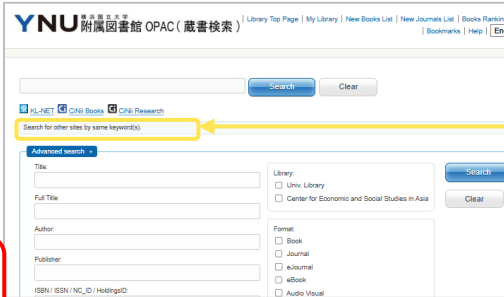 横浜国立大学
YNU附属図書館 OPAC ( 蔵書検索 )
Library Top Page | My Library | New Books List | New Journals List | Books Rankin
| Bookmarks | Help | En
Search
Clear
KL-NET CiNii Books CiNii Research
Search for other sites by same keyword(s).
Advanced search
Title:
Full Title:
Author:
Publisher:
ISBN / ISSN / NC_ID / HoldingsID:
Library:
Univ. Library
Center for Economic and Social Studies in Asia
Format:
Book
Journal
eJournal
eBook
Audio Visual
Search
Clear